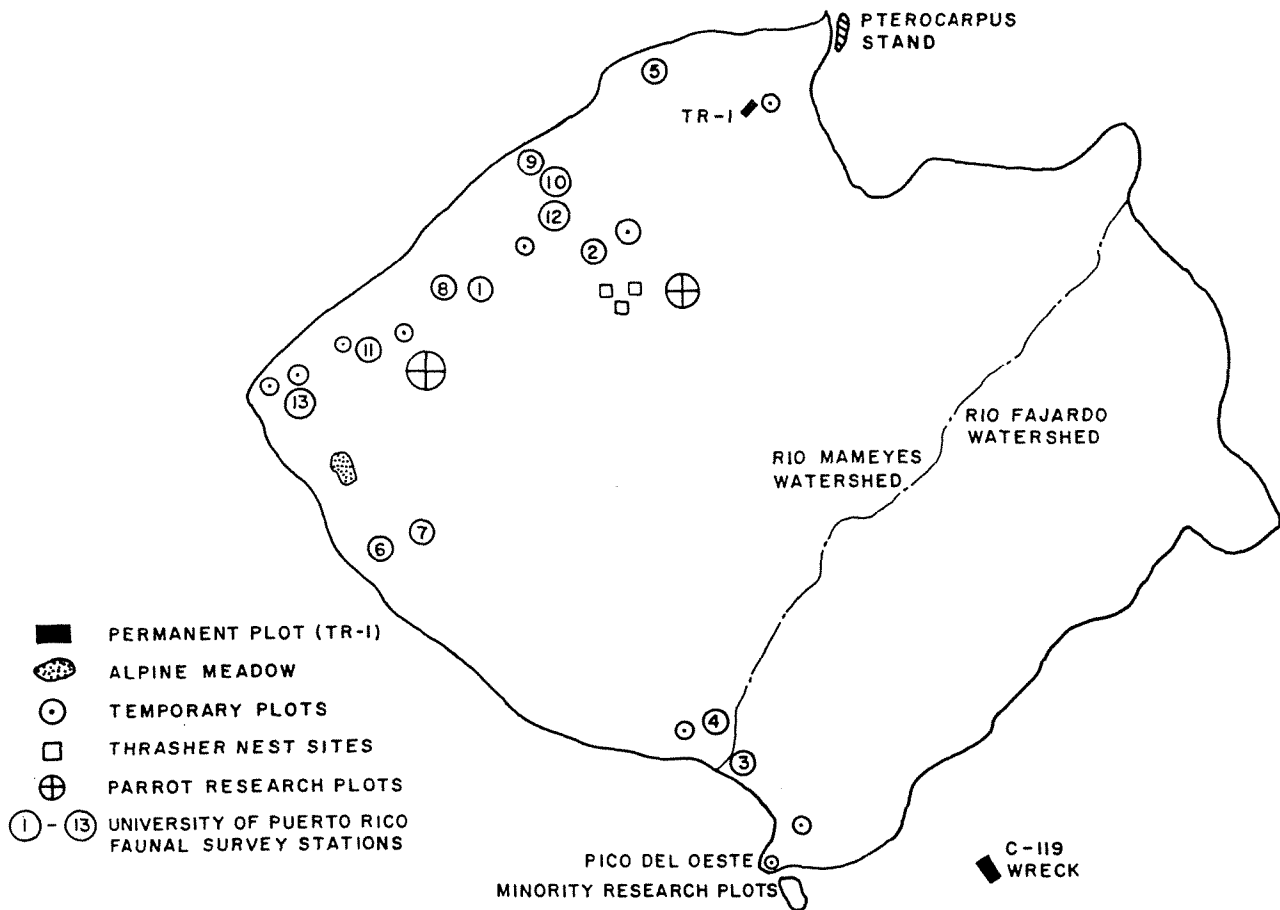 PTEROCARPUS
STAND
5
TR-1
9
10
12
2
8
1
11
13
RIO FAJARDO
WATERSHED
RIO MAMEYES
WATERSHED
7
6
4
3
PICO DEL OESTE
MINORITY RESEARCH PLOTS
C-119
WRECK
PERMANENT PLOT (TR-1)
ALPINE MEADOW
TEMPORARY PLOTS
THRASHER NEST SITES
PARROT RESEARCH PLOTS
1 - 13 UNIVERSITY OF PUERTO RICO
FAUNAL SURVEY STATIONS